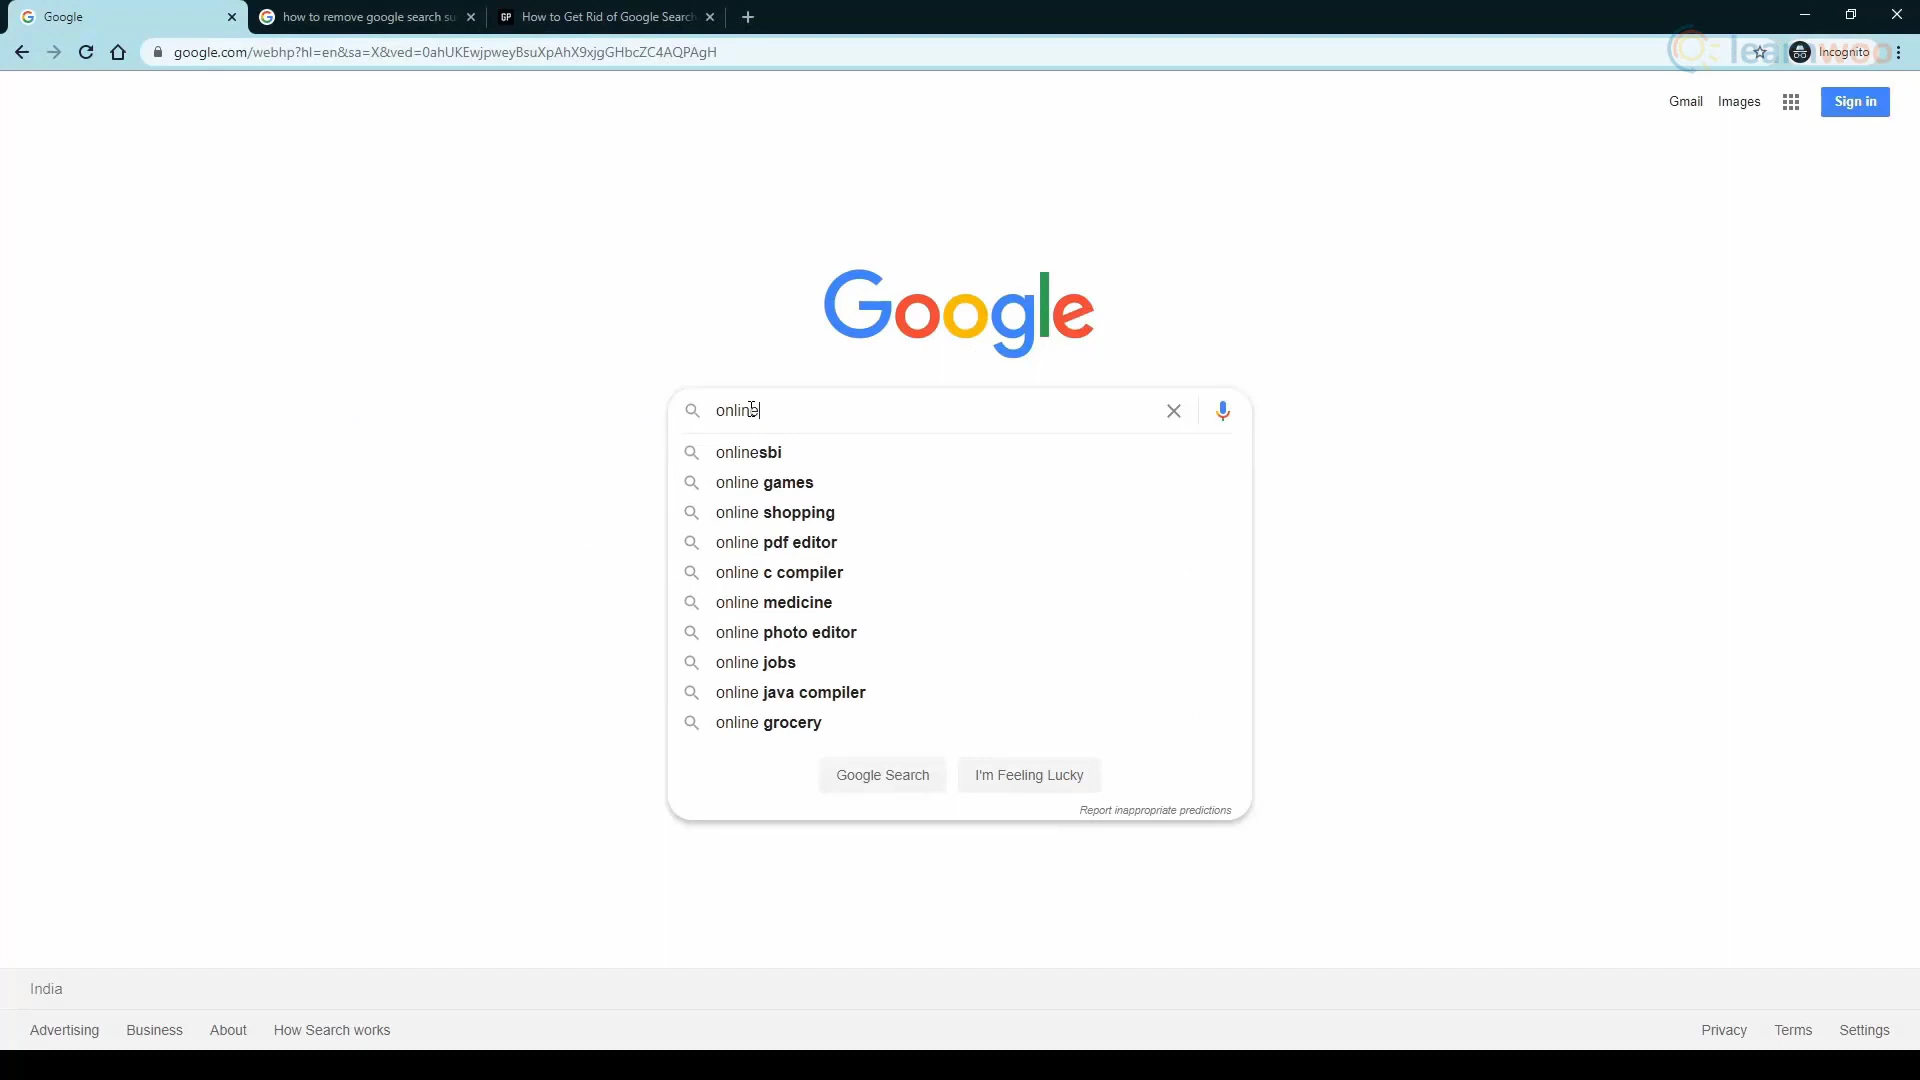 Google
how to remove google search su
How to Get Rid of Google Search
google.com/webhp?hl=en&sa=X&ved=0ahUKEwjpweyBsuXpAhX9xjgGHbcZC4AQPAgH
learnwoo
Incognito
Gmail
Images
Sign in
Google
online
onlinesbi
online games
online shopping
online pdf editor
online c compiler
online medicine
online photo editor
online jobs
online java compiler
online grocery
Google Search
I'm Feeling Lucky
Report inappropriate predictions
India
Advertising
Business
About
How Search works
Privacy
Terms
Settings